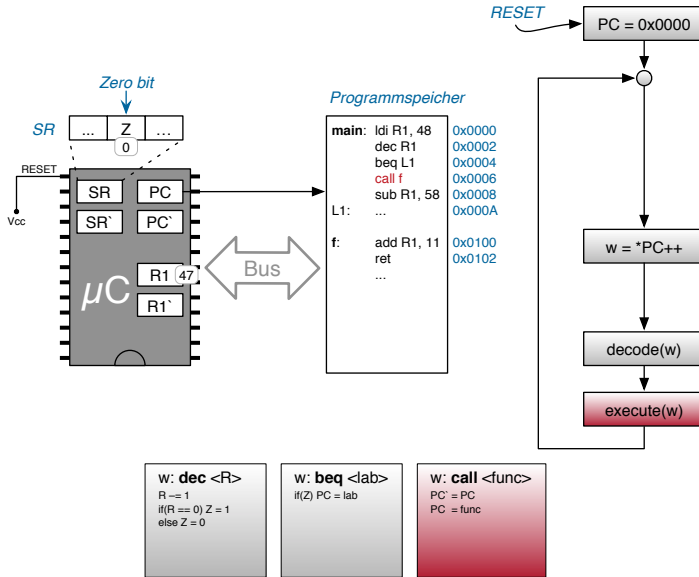 RESET
PC = 0x0000
Zero bit
Programmspeicher
SR ... Z ...
0
main: ldi R1, 48 0x0000
dec R1 0x0002
beq L1 0x0004
call f 0x0006
sub R1, 58 0x0008
L1: ... 0x000A
f: add R1, 11 0x0100
ret 0x0102
...
RESET
Vcc
SR PC
SR` PC`
R1 47
R1`
µC
Bus
w = *PC++
decode(w)
execute(w)
w: dec <R>
R –= 1
if(R == 0) Z = 1
else Z = 0
w: beq <lab>
if(Z) PC = lab
w: call <func>
PC` = PC
PC = func